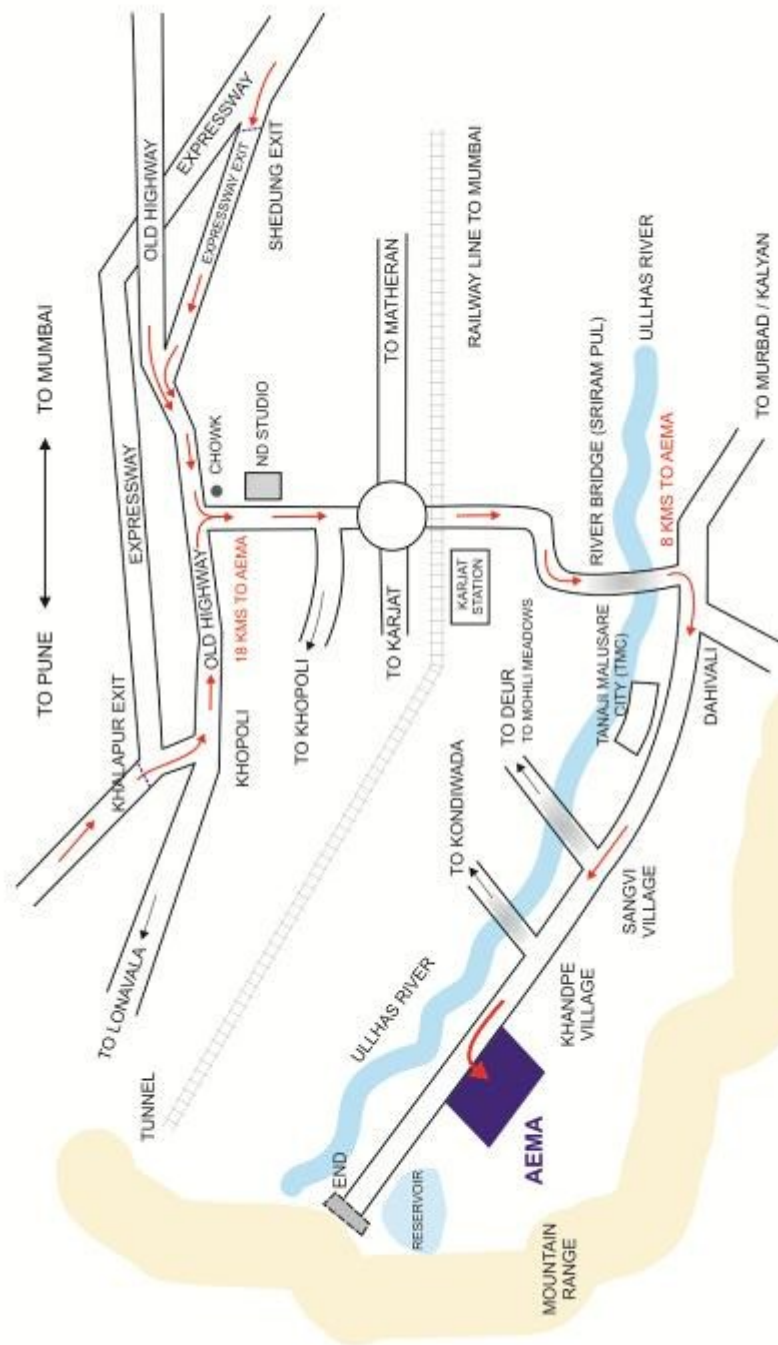 TO PUNE
TO MUMBAI
KHALAPUR EXIT
EXPRESSWAY
OLD HIGHWAY
EXPRESSWAY
EXPRESSWAY EXIT
SHEDUNG EXIT
TO LONAVALA
KHOPOLI
OLD HIGHWAY
18 KMS TO AEMA
CHOWK
ND STUDIO
TUNNEL
TO KHOPOLI
TO KARJAT
TO MATHERAN
KARJAT
STATION
RAILWAY LINE TO MUMBAI
ULLHAS RIVER
TO KONDIWADA
TO DEUR
TO MOHILI MEADOWS
RIVER BRIDGE (SRIRAM PUL)
ULLHAS RIVER
TANAJI MALUSARE
CITY (TMC)
8 KMS TO AEMA
END
RESERVOIR
AEMA
KHANDPE
VILLAGE
SANGVI
VILLAGE
DAHIVALI
TO MURBAD / KALYAN
MOUNTAIN
RANGE